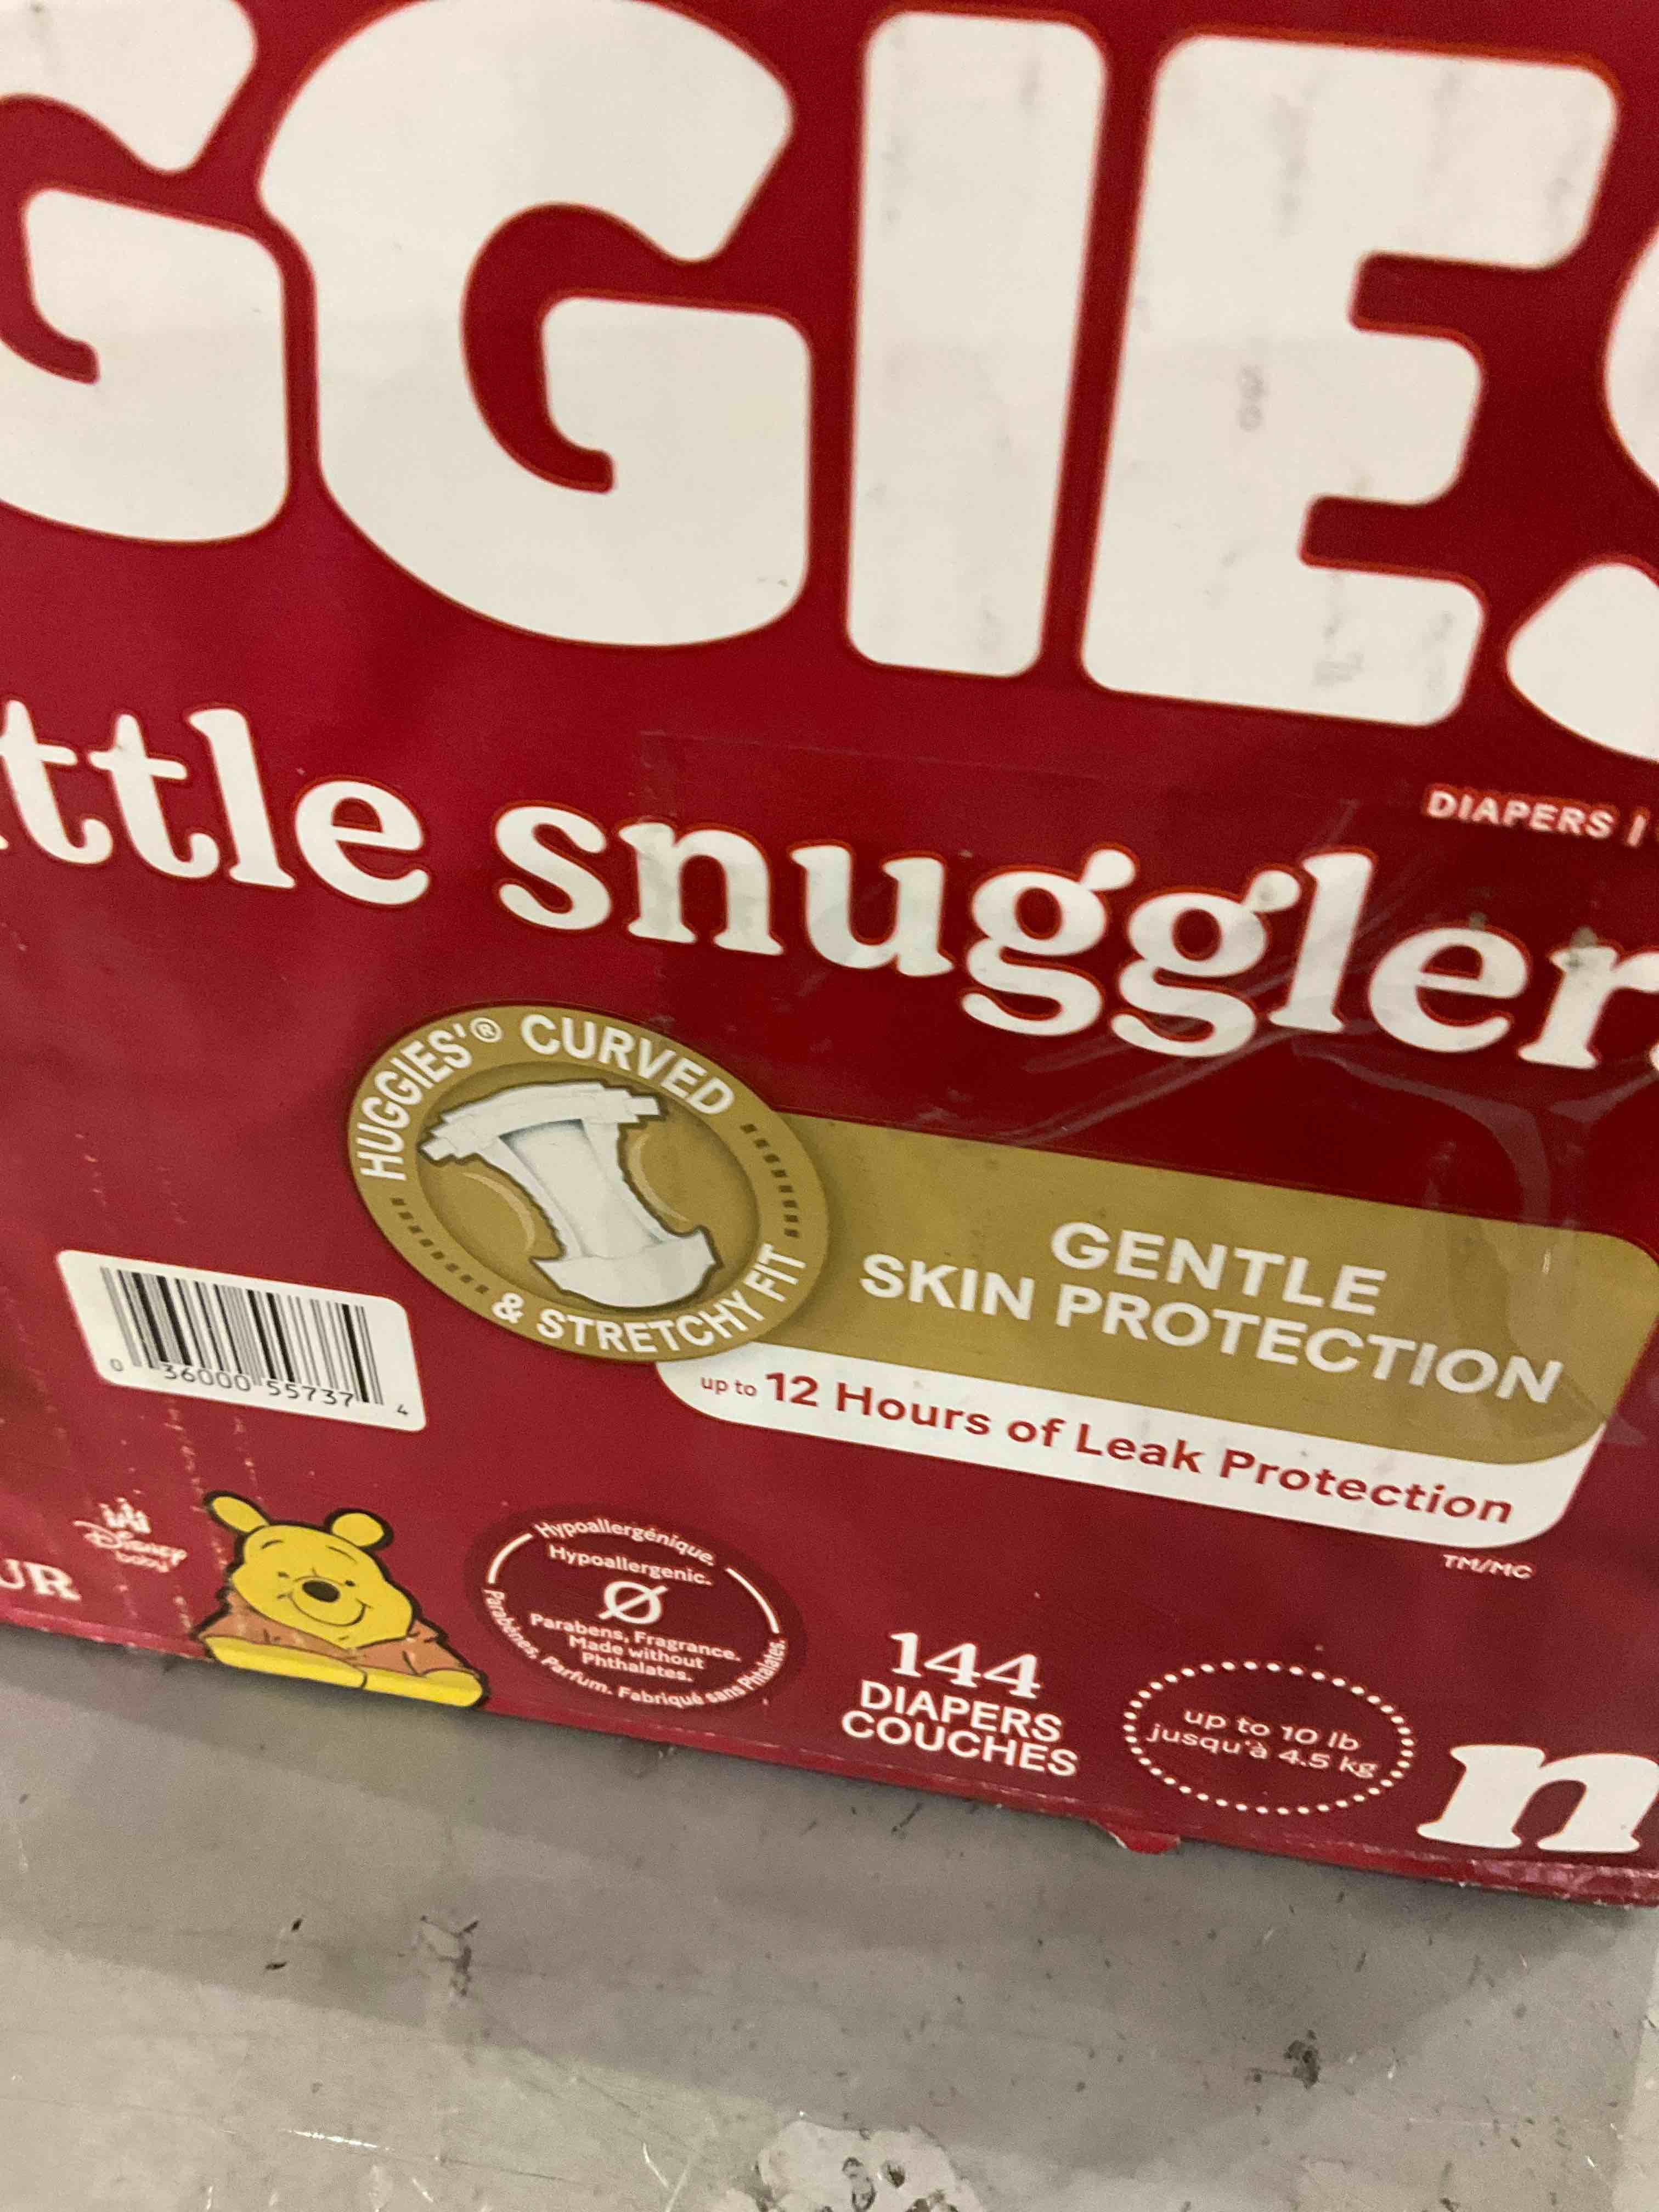 GGIES
ttle snuggler
DIAPERS |
HUGGIES'® CURVED
& STRETCHY FIT
GENTLE
SKIN PROTECTION
up to 12 Hours of Leak Protection
TM/MC
0 36000 55737 4
UR
Disney
baby
Hypoallergénique.
Hypoallergenic.
Ø
Parabens, Fragrance.
Made without
Phthalates.
Parabènes, Parfum. Fabriqué sans Phtalates.
144
DIAPERS
COUCHES
up to 10 lb
jusqu'à 4.5 kg
n